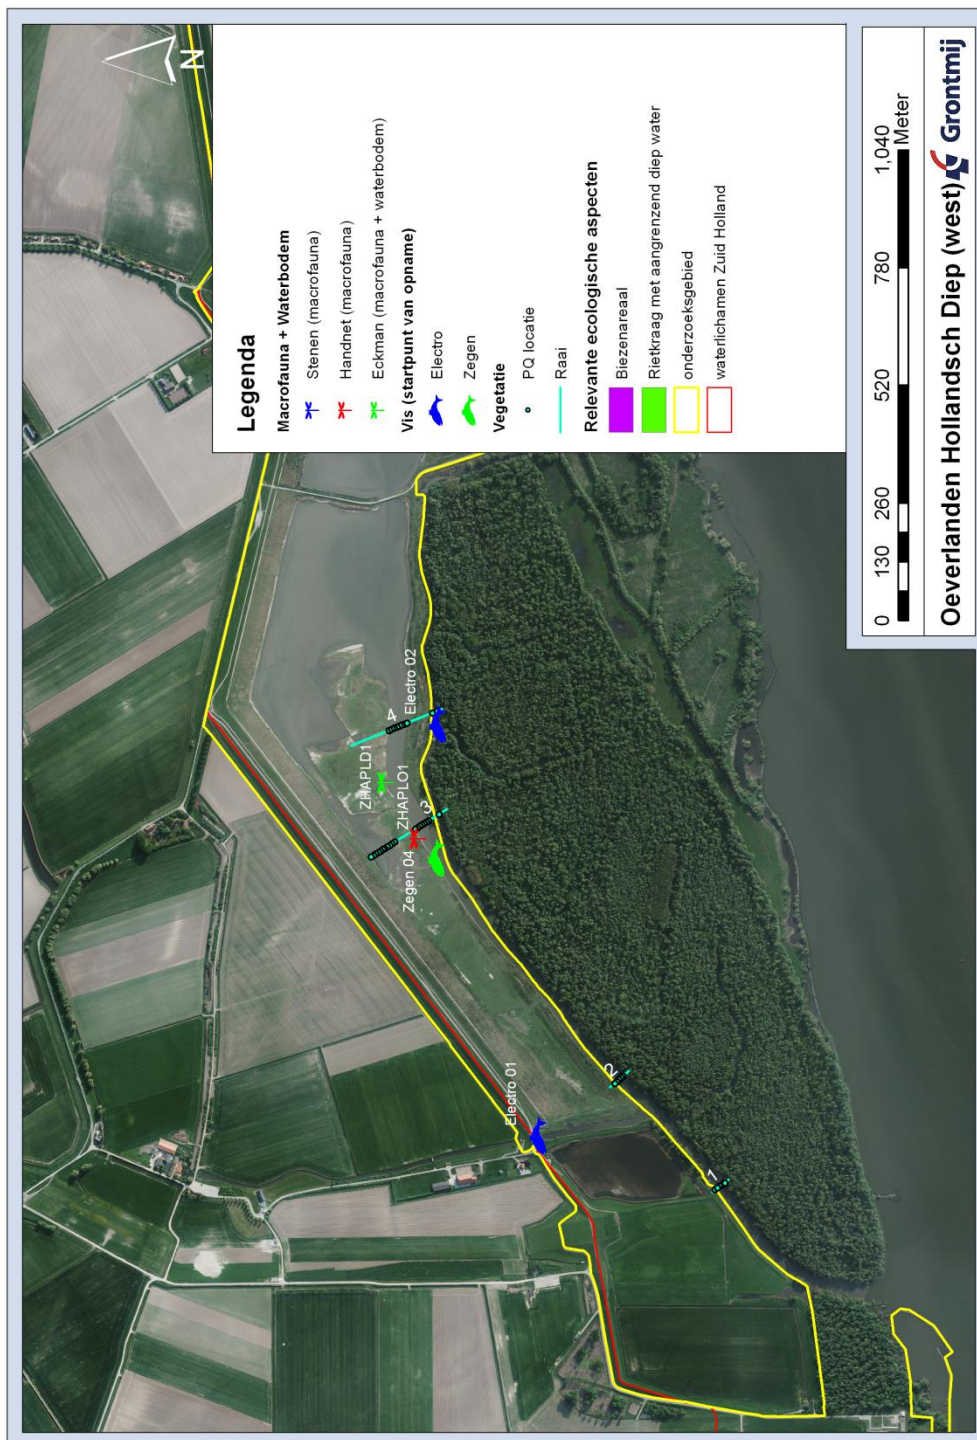 N
Legenda
Macrofauna + Waterbodem
Stenen (macrofauna)
Handnet (macrofauna)
Eckman (macrofauna + waterbodem)
Vis (startpunt van opname)
Electro
Zegen
Vegetatie
PQ locatie
Raai
Relevante ecologische aspecten
Biezenareaal
Rietkraag met aangrenzend diep water
onderzoeksgebied
waterlichamen Zuid Holland
ZHAPLD1
4
Electro 02
ZHAPLO1
3
Zegen 04
Electro 01
2
1
0 130 260 520 780 1,040
Meter
Oeverlanden Hollandsch Diep (west)
Grontmij